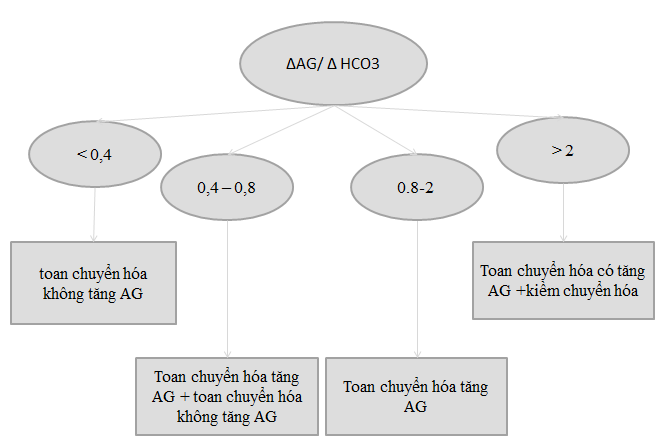 ΔAG/ Δ HCO3
< 0,4
0,4 – 0,8
0.8-2
> 2
toan chuyển hóa
không tăng AG
Toan chuyển hóa tăng
AG + toan chuyển hóa
không tăng AG
Toan chuyển hóa tăng
AG
Toan chuyển hóa có tăng
AG +kiềm chuyển hóa